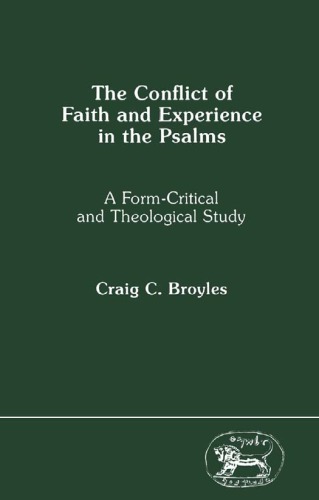 The Conflict of
Faith and Experience
in the Psalms
A Form-Critical
and Theological Study
Craig C. Broyles